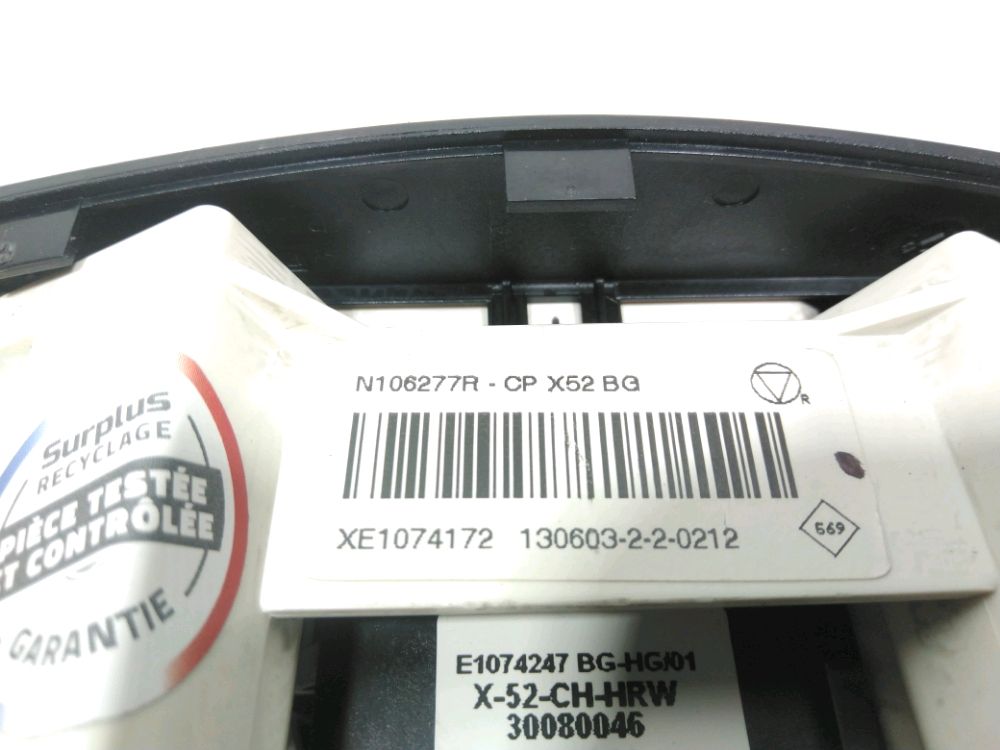 N106277R - CP X52 BG
R
XE1074172 130603-2-2-0212
569
Surplus
RECYCLAGE
PIÈCE TESTÉE
ET CONTRÔLÉE
GARANTIE
E1074247 BG-HG/01
X-52-CH-HRW
30080046